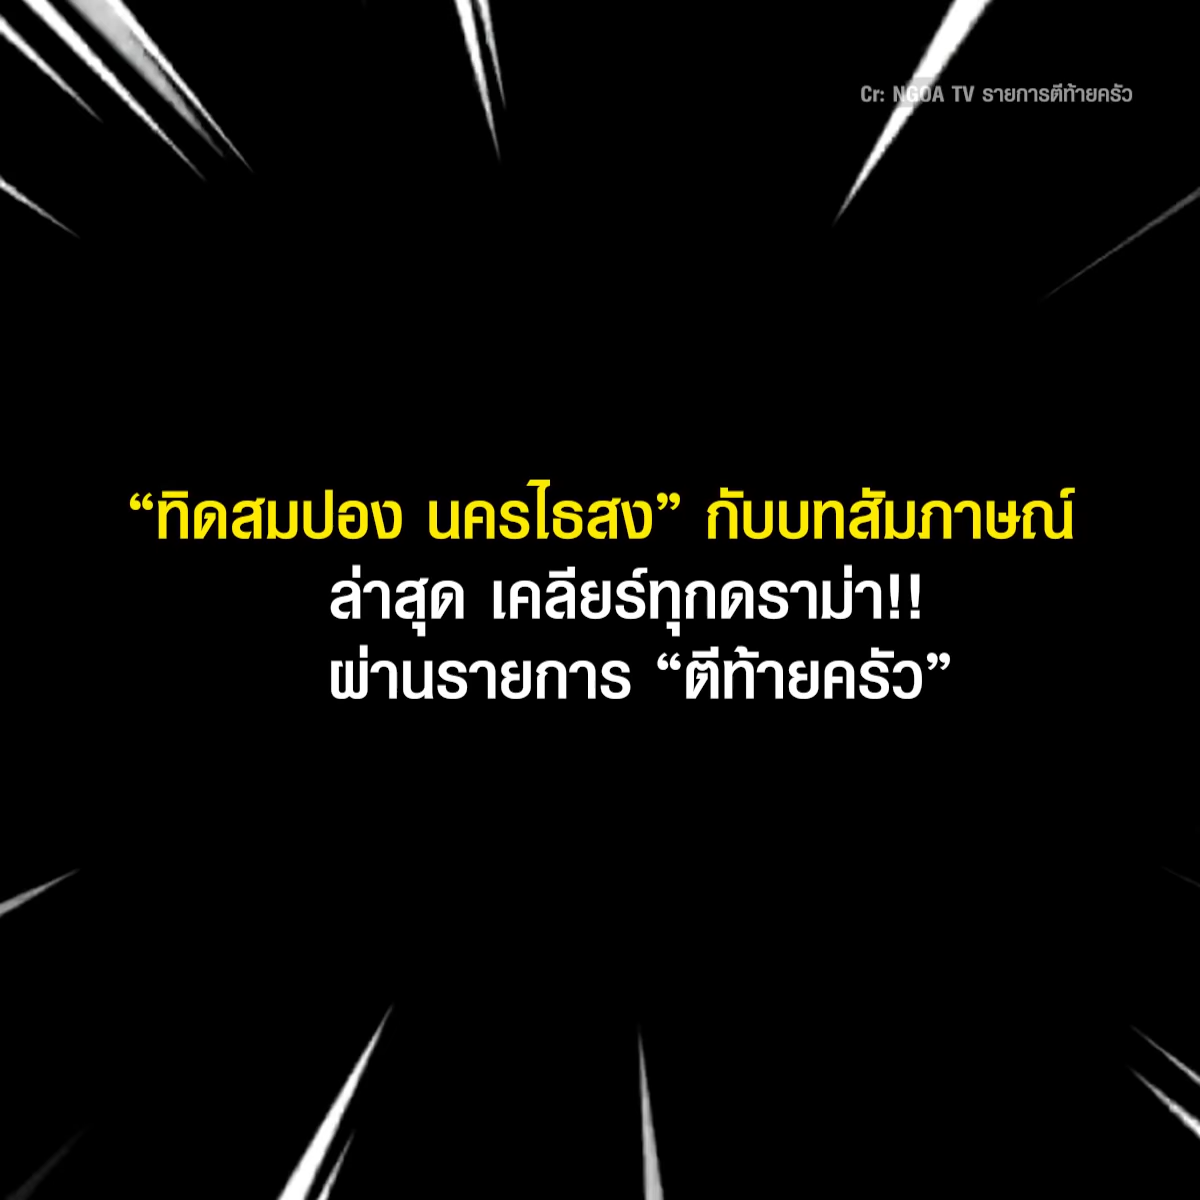 Cr: NGOA TV รายการตีท้ายครัว
“ทิดสมปอง นครไธสง” กับบทสัมภาษณ์
ล่าสุด เคลียร์ทุกดราม่า!!
ผ่านรายการ “ตีท้ายครัว”